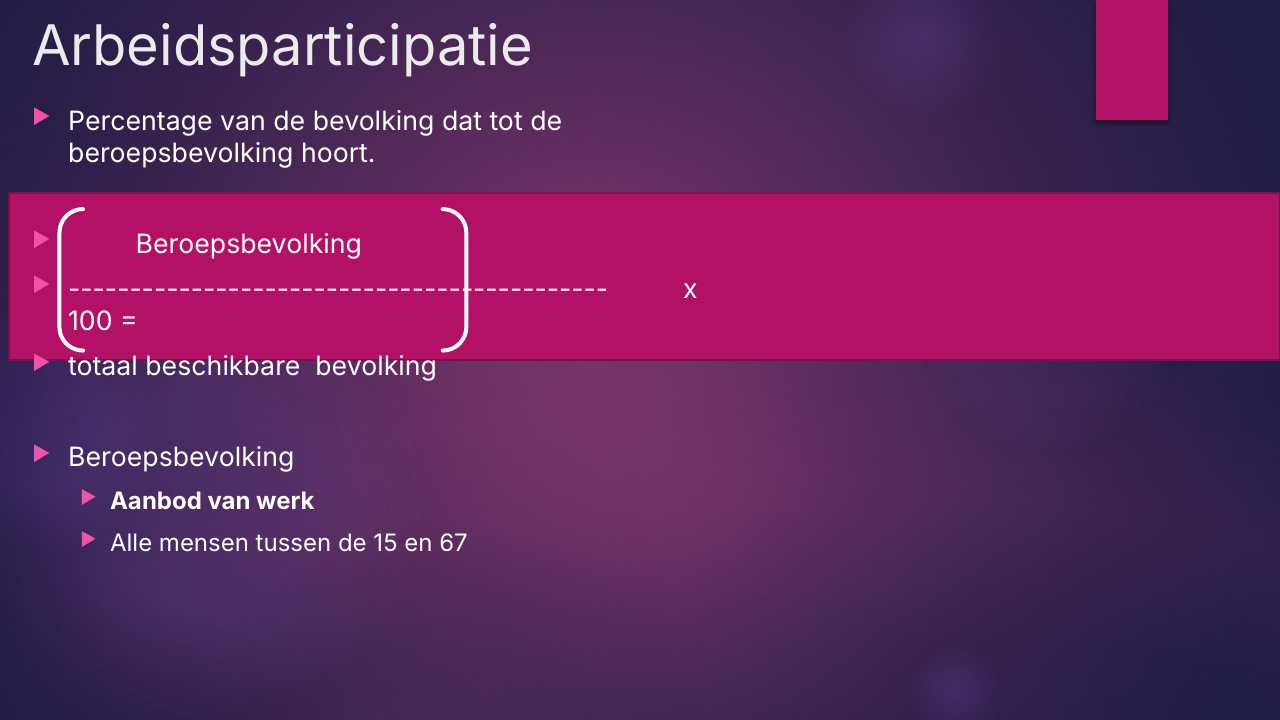 Arbeidsparticipatie
Percentage van de bevolking dat tot de
beroepsbevolking hoort.
Beroepsbevolking
-------------------------------------------- x
100 =
totaal beschikbare  bevolking
Beroepsbevolking
Aanbod van werk
Alle mensen tussen de 15 en 67